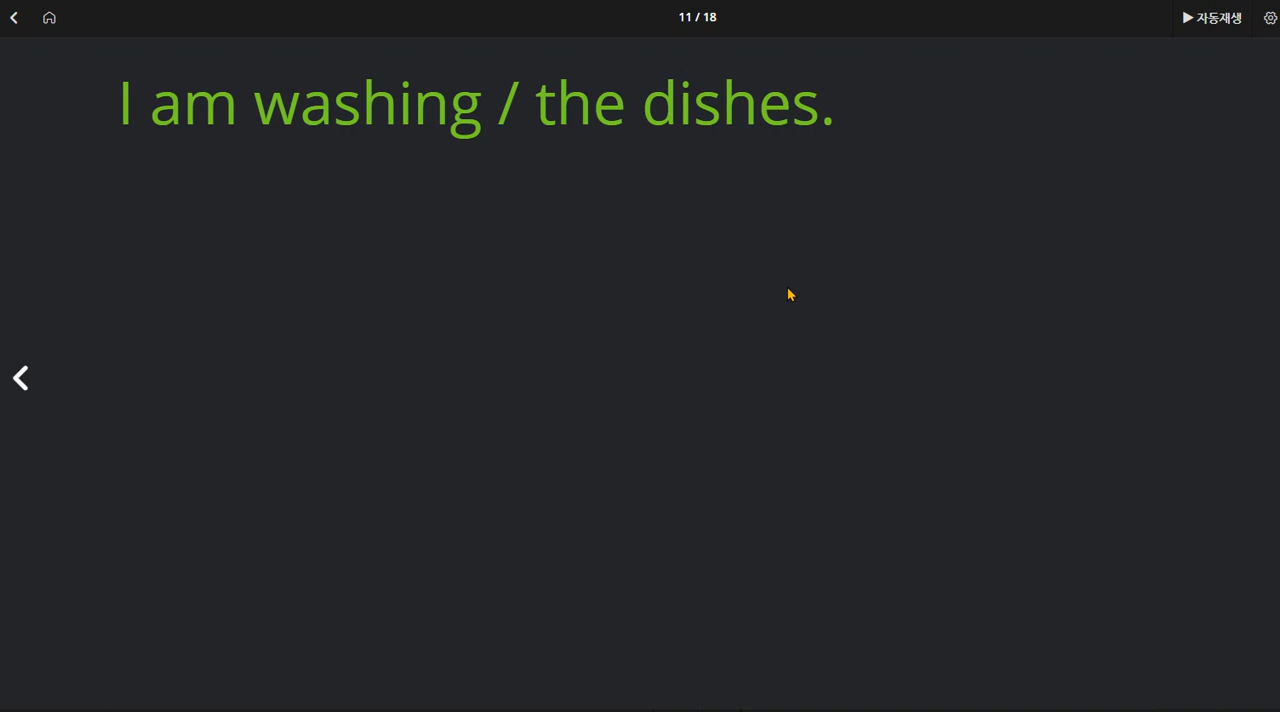 11 / 18
▶ 자동재생
I am washing / the dishes.